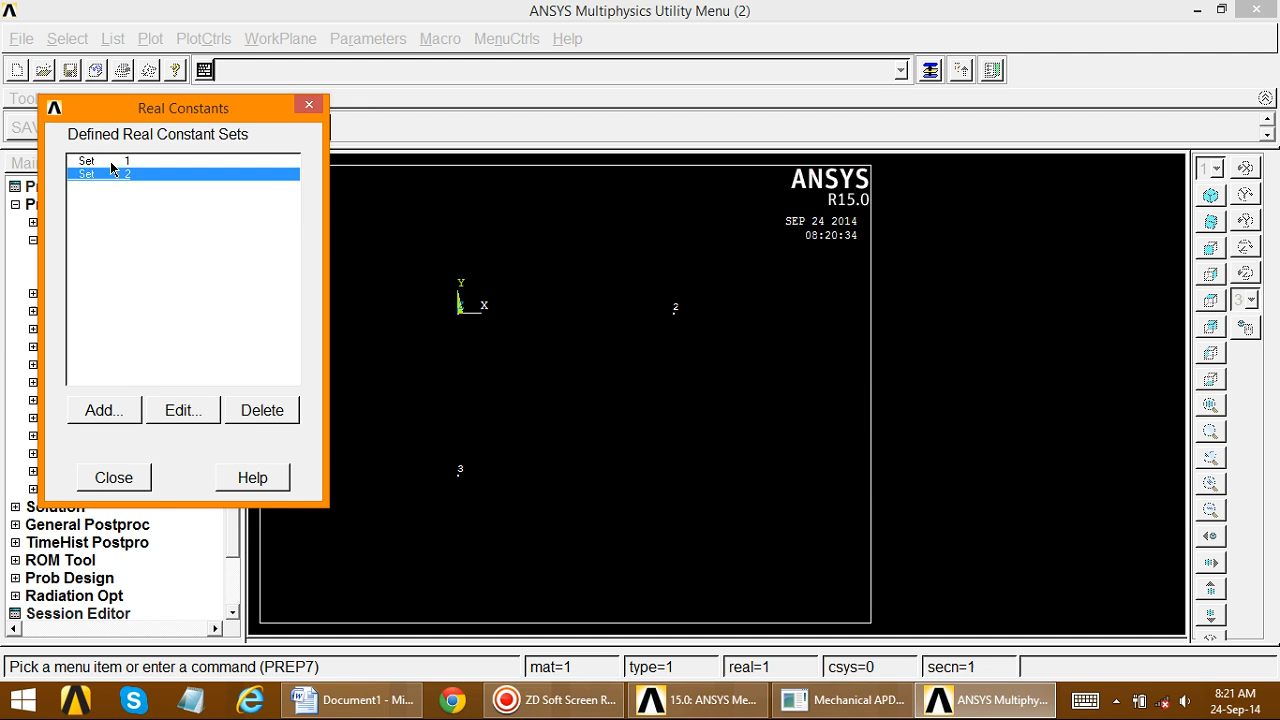 ANSYS Multiphysics Utility Menu (2)
File Select List Plot PlotCtrls WorkPlane Parameters Macro MenuCtrls Help
Real Constants
Defined Real Constant Sets
Set 1
Set 2
Add... Edit... Delete
Close Help
ANSYS
R15.0
SEP 24 2014
08:20:34
Y
X
2
3
1
3
General Postproc
TimeHist Postpro
ROM Tool
Prob Design
Radiation Opt
Session Editor
Pick a menu item or enter a command (PREP7) mat=1 type=1 real=1 csys=0 secn=1
Document1 - Mi... ZD Soft Screen R... 15.0: ANSYS Me... Mechanical APD... ANSYS Multiphy...
8:21 AM
24-Sep-14